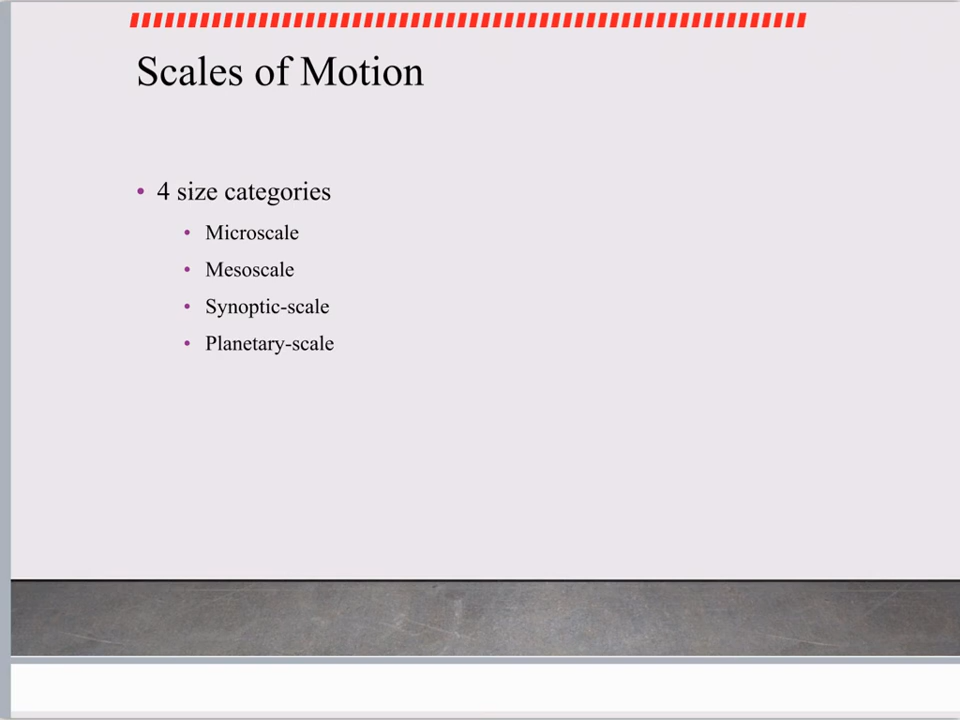 Scales of Motion
• 4 size categories
• Microscale
• Mesoscale
• Synoptic-scale
• Planetary-scale